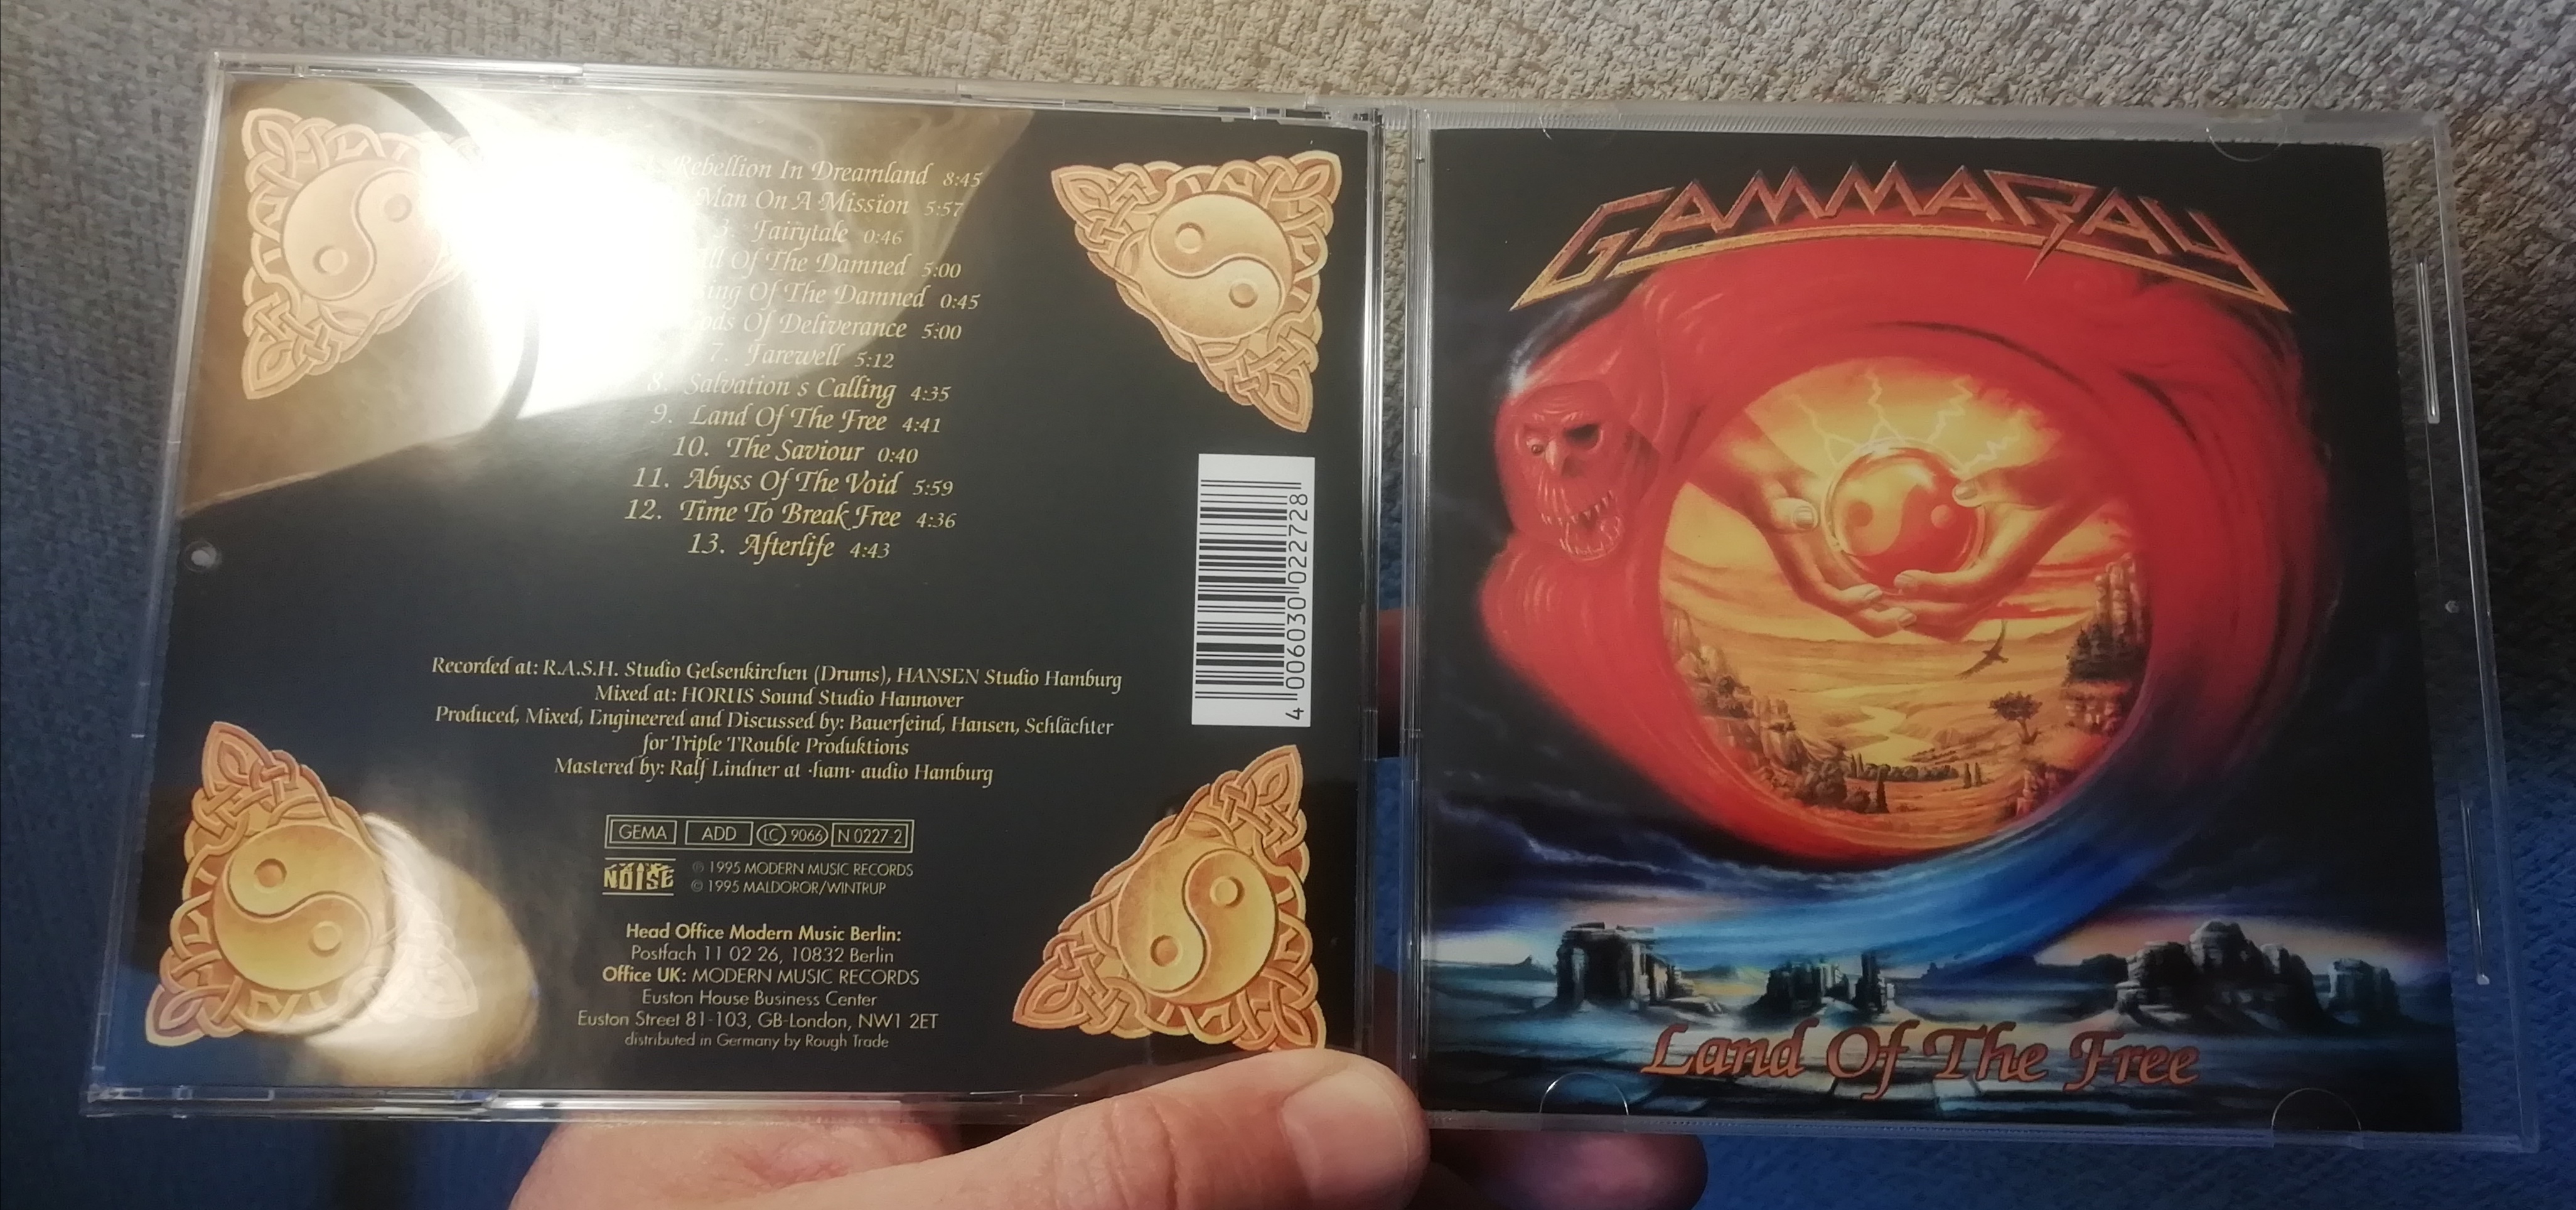 Rebellion In Dreamland 8:45
Man On A Mission 5:57
3. Fairytale 0:46
All Of The Damned 5:00
Of The Damned 0:45
Gods Of Deliverance 5:00
7. Farewell 5:12
8. Salvation s Calling 4:35
9. Land Of The Free 4:41
10. The Saviour 0:40
11. Abyss Of The Void 5:59
12. Time To Break Free 4:36
13. Afterlife 4:43
4 006030 022728
Recorded at: R.A.S.H. Studio Gelsenkirchen (Drums), HANSEN Studio Hamburg
Mixed at: HORUS Sound Studio Hannover
Produced, Mixed, Engineered and Discussed by: Bauerfeind, Hansen, Schlächter
for Triple TRouble Produktions
Mastered by: Ralf Lindner at ·ham· audio Hamburg
GEMA ADD LC 9066 N 0227-2
NOISE ℗ 1995 MODERN MUSIC RECORDS
© 1995 MALDOROR/WINTRUP
Head Office Modern Music Berlin:
Postfach 11 02 26, 10832 Berlin
Office UK: MODERN MUSIC RECORDS
Euston House Business Center
Euston Street 81-103, GB-London, NW1 2ET
distributed in Germany by Rough Trade
GAMMARAY
Land Of The Free